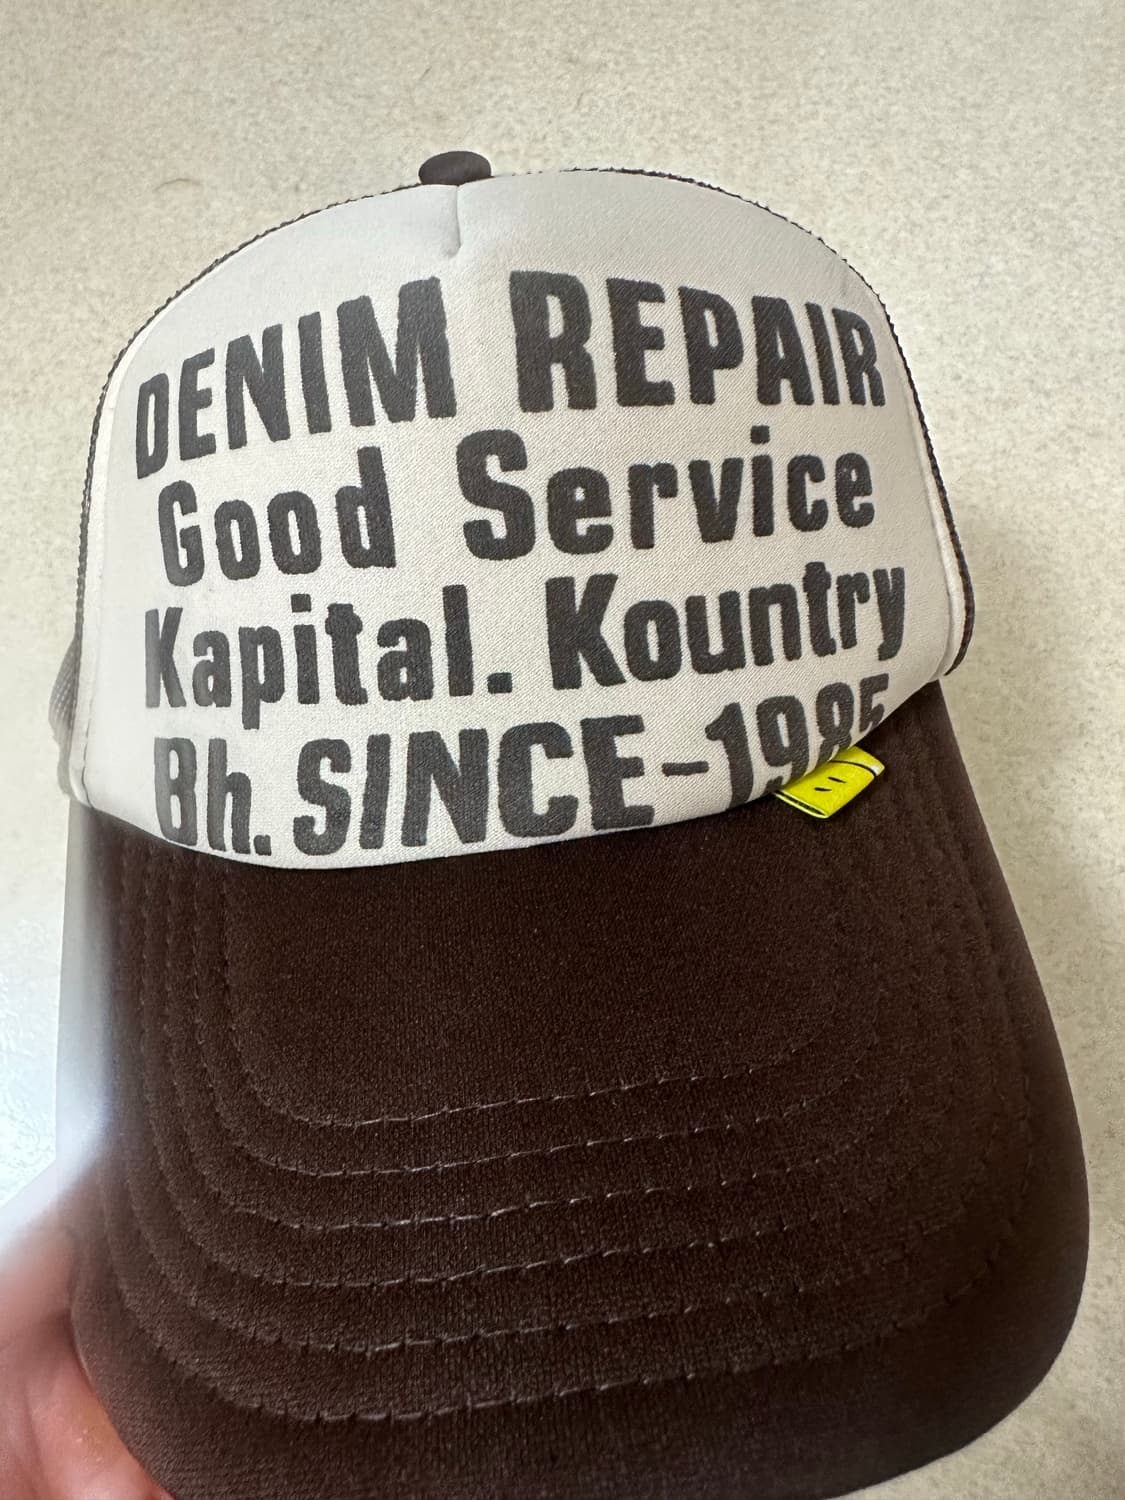 DENIM REPAIR
Good Service
Kapital. Kountry
Bh. SINCE-1985